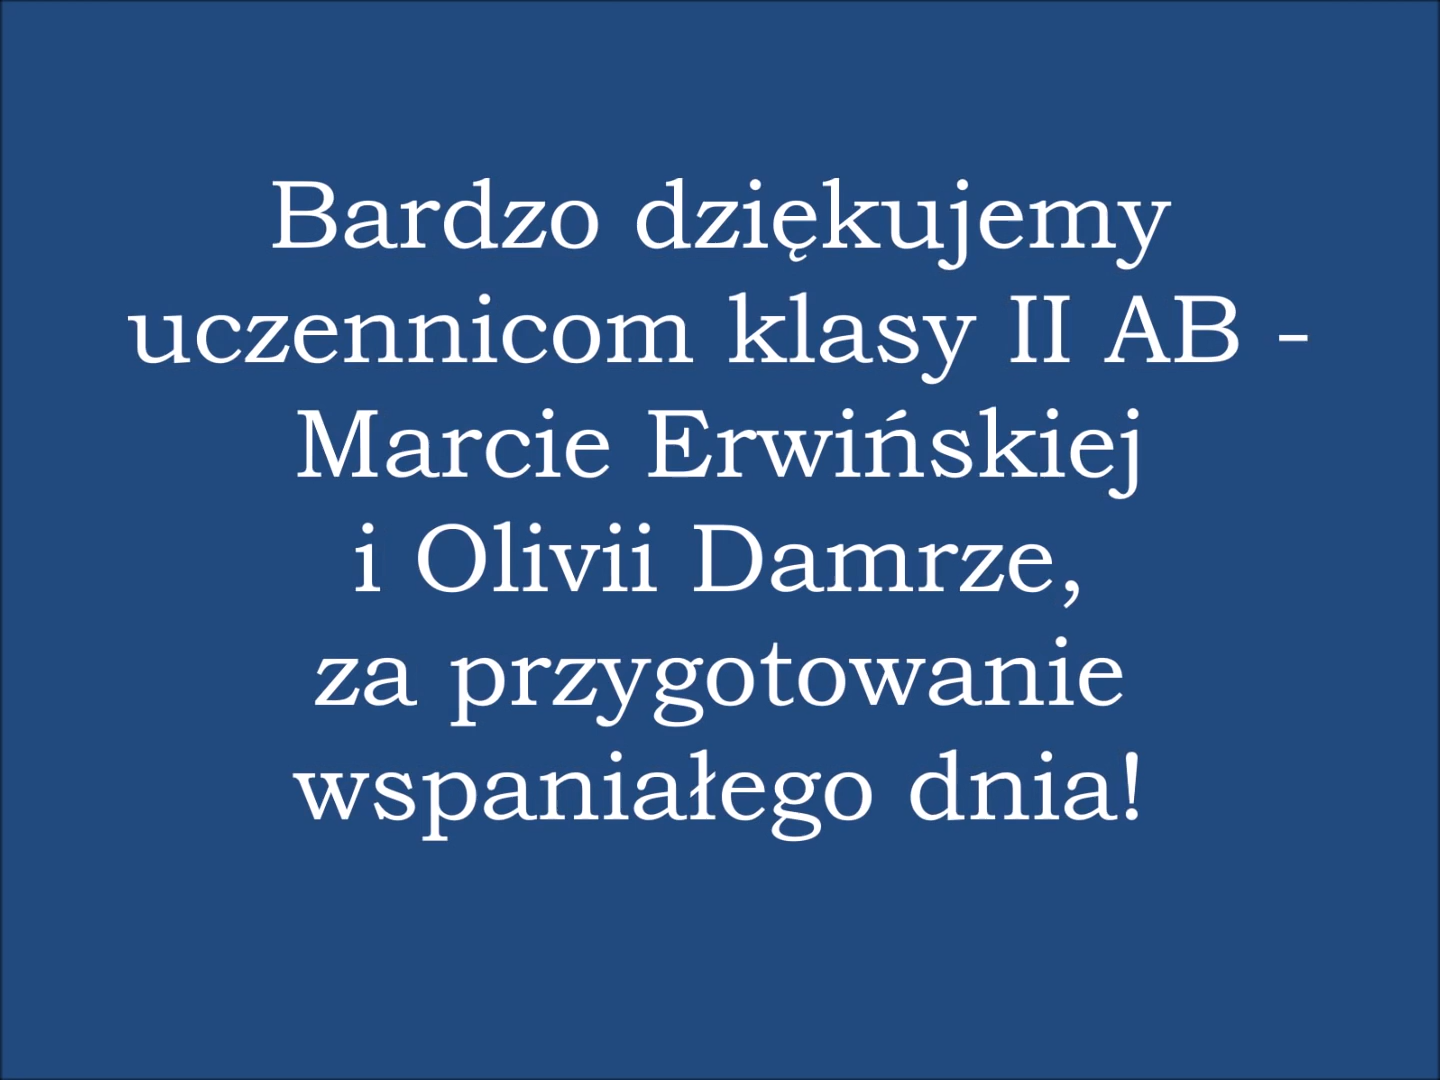 Bardzo dziękujemy
uczennicom klasy II AB -
Marcie Erwińskiej
i Olivii Damrze,
za przygotowanie
wspaniałego dnia!